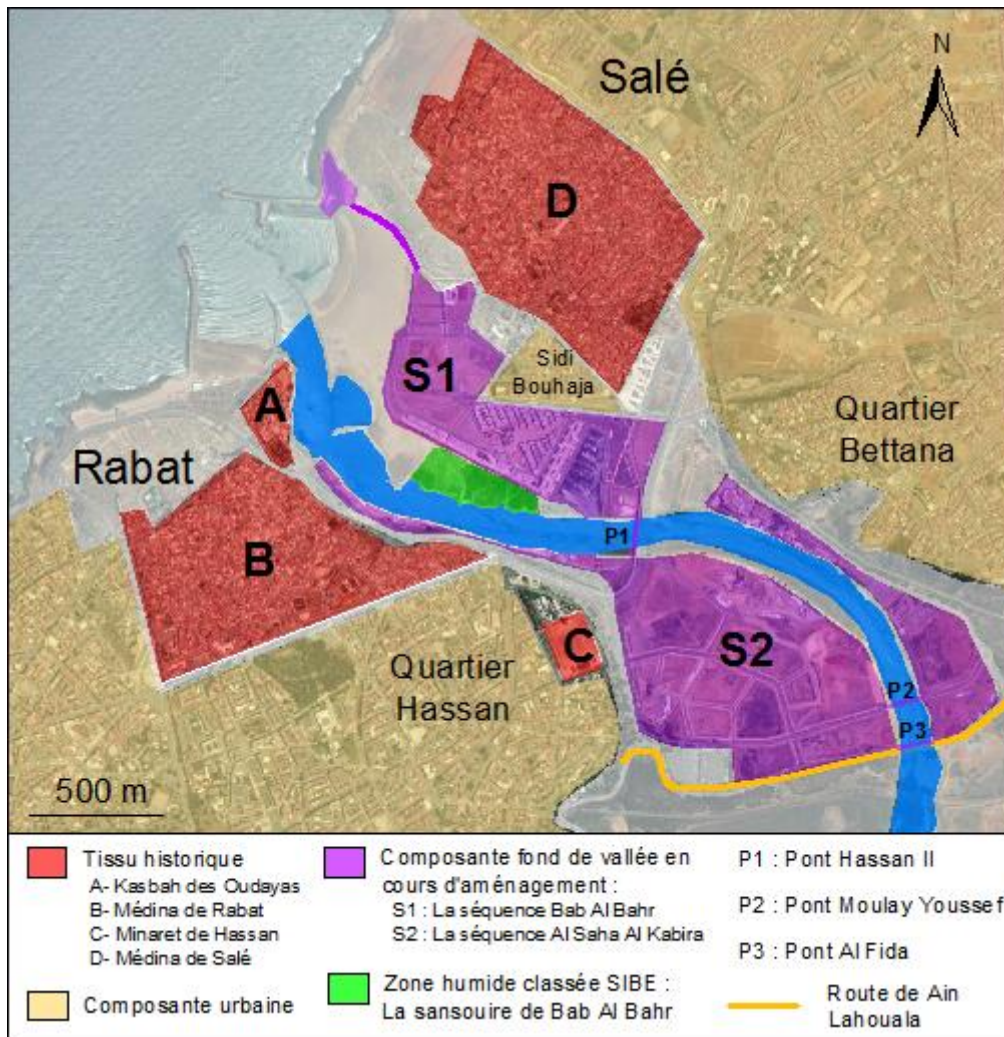 N
Salé
D
Sidi
Bouhaja
S1
A
Quartier
Bettana
Rabat
B
P1
C
S2
Quartier
Hassan
P2
P3
500 m
Tissu historique
A- Kasbah des Oudayas
B- Médina de Rabat
C- Minaret de Hassan
D- Médina de Salé
Composante urbaine
Composante fond de vallée en
cours d'aménagement :
S1 : La séquence Bab Al Bahr
S2 : La séquence Al Saha Al Kabira
Zone humide classée SIBE :
La sansouire de Bab Al Bahr
P1 : Pont Hassan II
P2 : Pont Moulay Youssef
P3 : Pont Al Fida
Route de Ain
Lahouala